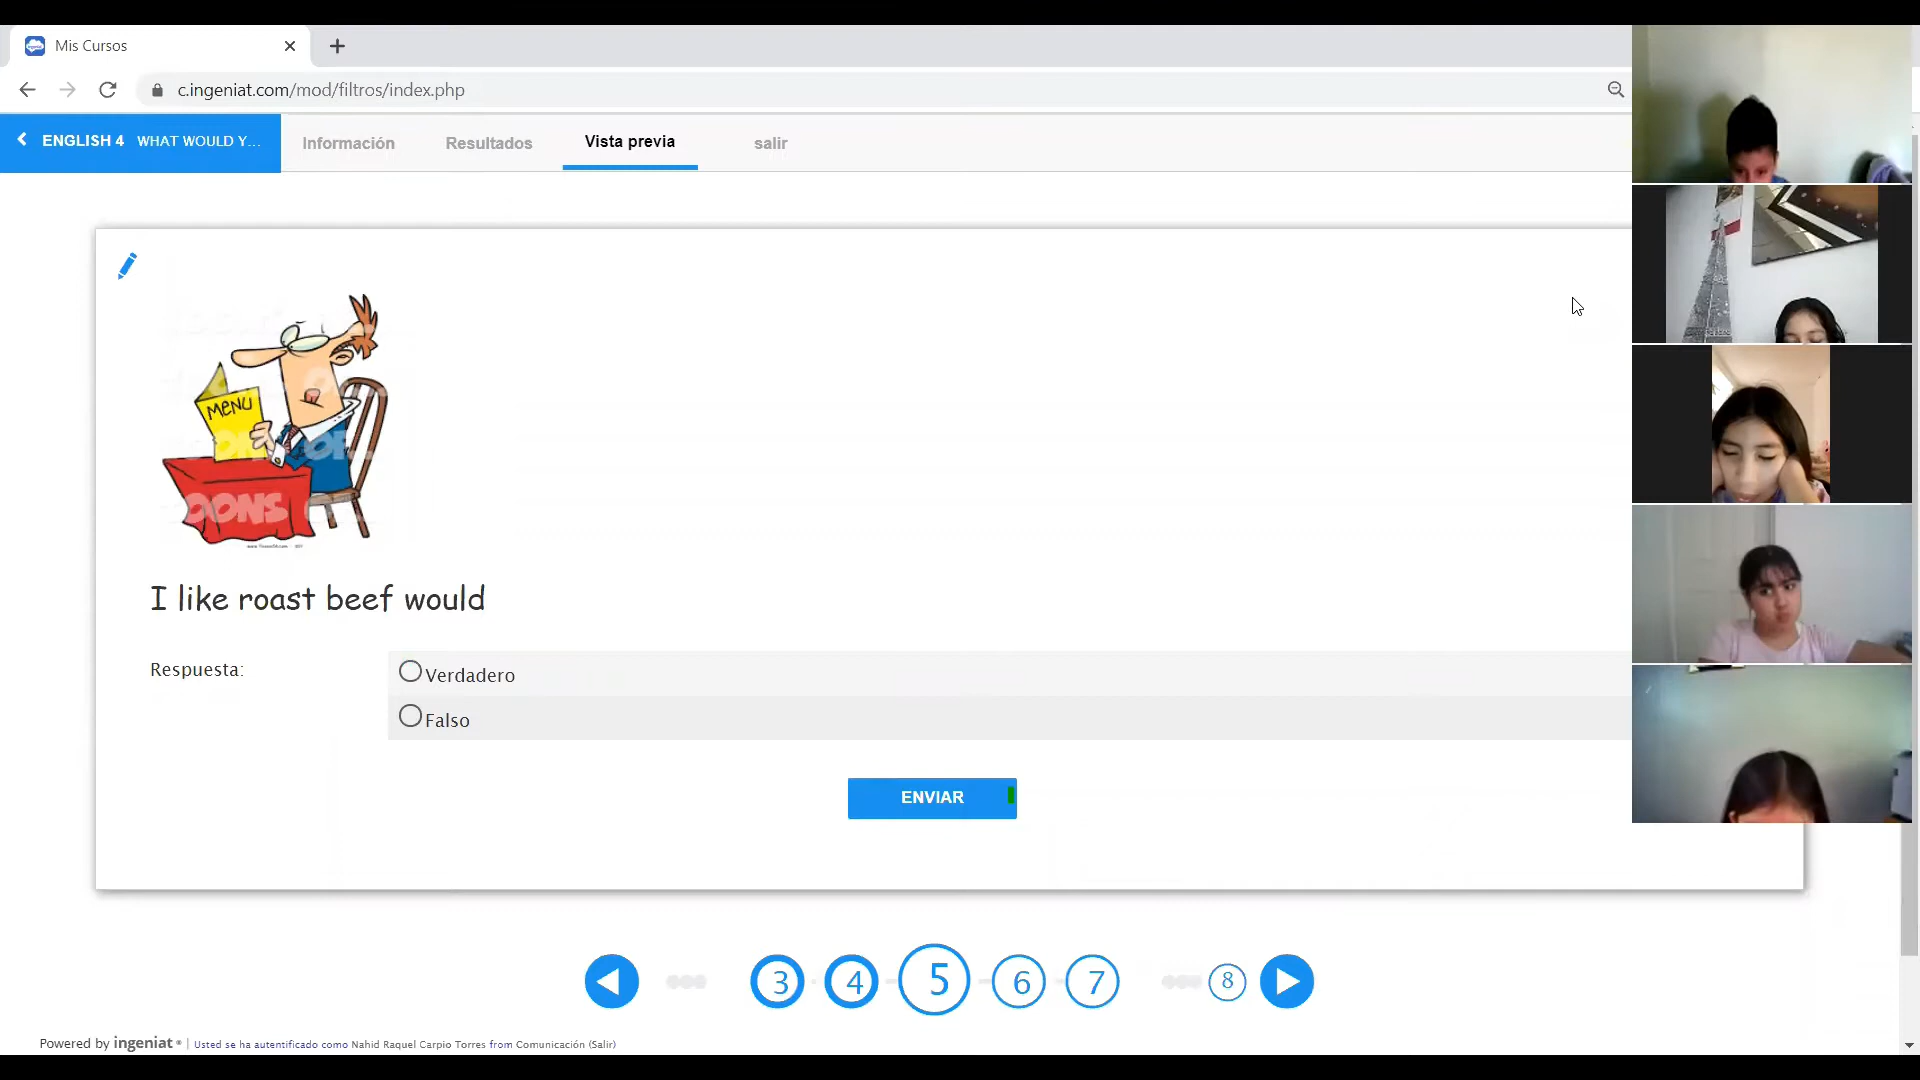 Mis Cursos
c.ingeniat.com/mod/filtros/index.php
ENGLISH 4 WHAT WOULD Y...
Información
Resultados
Vista previa
salir
MENU
OONS
I like roast beef would
Respuesta:
Verdadero
Falso
ENVIAR
3
4
5
6
7
8
Powered by ingeniat | Usted se ha autentificado como Nahid Raquel Carpio Torres from Comunicación (Salir)